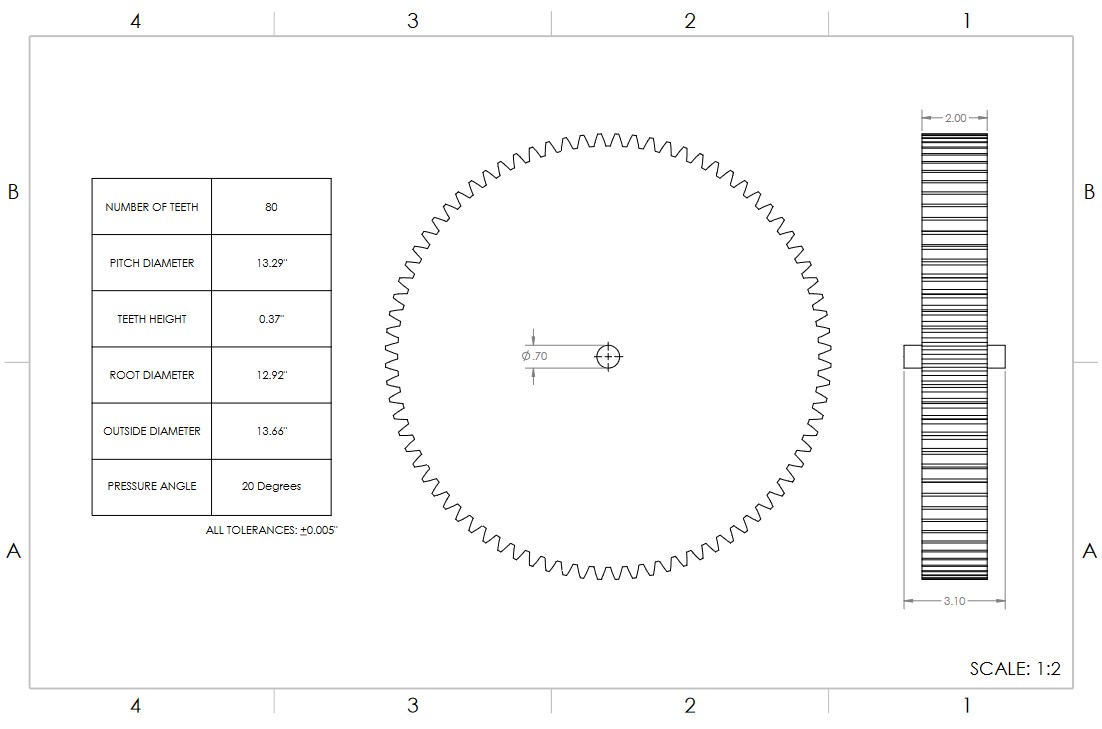 4 3 2 1
B B
2.00
NUMBER OF TEETH 80
PITCH DIAMETER 13.29"
TEETH HEIGHT 0.37"
Ø.70
ROOT DIAMETER 12.92"
OUTSIDE DIAMETER 13.66"
PRESSURE ANGLE 20 Degrees
ALL TOLERANCES: ±0.005"
A A
3.10
SCALE: 1:2
4 3 2 1